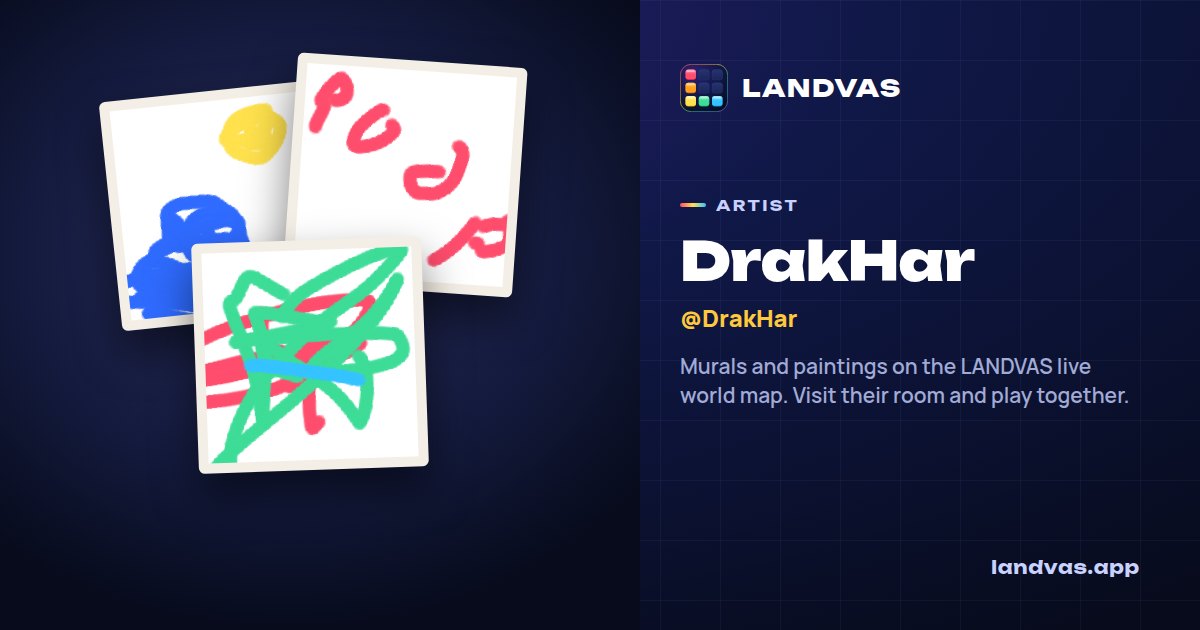 LANDVAS
ARTIST
DrakHar
@DrakHar
Murals and paintings on the LANDVAS live
world map. Visit their room and play together.
landvas.app